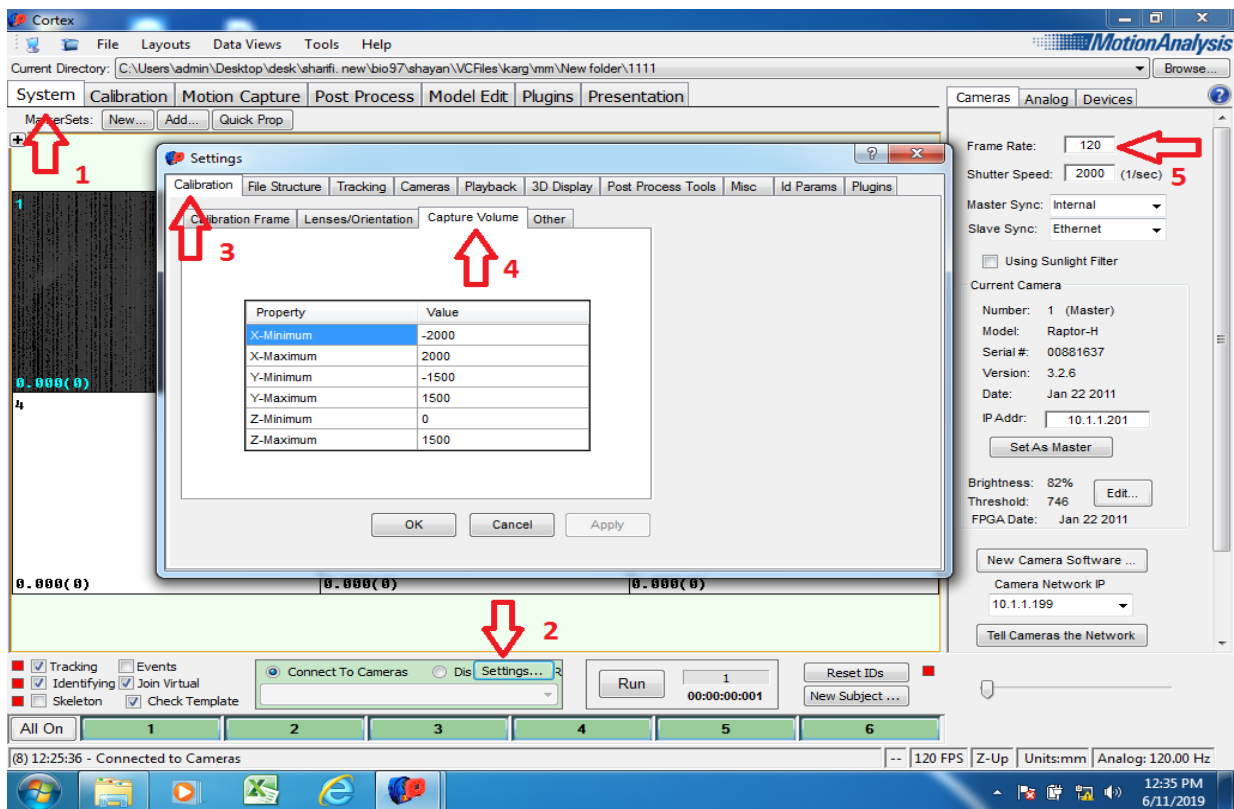 Cortex
File Layouts Data Views Tools Help
MotionAnalysis
Current Directory: C:\Users\admin\Desktop\desk\sharifi. new\bio97\shayan\VCFiles\karg\mm\New folder\1111 Browse...
System Calibration Motion Capture Post Process Model Edit Plugins Presentation
MarkerSets: New... Add... Quick Prop
1
Settings
Calibration File Structure Tracking Cameras Playback 3D Display Post Process Tools Misc Id Params Plugins
Calibration Frame Lenses/Orientation Capture Volume Other
3
4
Property Value
X-Minimum -2000
X-Maximum 2000
Y-Minimum -1500
Y-Maximum 1500
Z-Minimum 0
Z-Maximum 1500
OK Cancel Apply
1
0.000(0)
4
0.000(0) 0.000(0) 0.000(0)
2
Cameras Analog Devices
Frame Rate: 120
Shutter Speed: 2000 (1/sec) 5
Master Sync: Internal
Slave Sync: Ethernet
Using Sunlight Filter
Current Camera
Number: 1 (Master)
Model: Raptor-H
Serial #: 00881637
Version: 3.2.6
Date: Jan 22 2011
IP Addr: 10.1.1.201
Set As Master
Brightness: 82%
Threshold: 746 Edit...
FPGA Date: Jan 22 2011
New Camera Software ...
Camera Network IP
10.1.1.199
Tell Cameras the Network
Tracking Events
Identifying Join Virtual
Skeleton Check Template
Connect To Cameras Dis Settings...
Run 1
00:00:00:001
Reset IDs
New Subject ...
All On 1 2 3 4 5 6
(8) 12:25:36 - Connected to Cameras -- 120 FPS Z-Up Units:mm Analog: 120.00 Hz
12:35 PM
6/11/2019